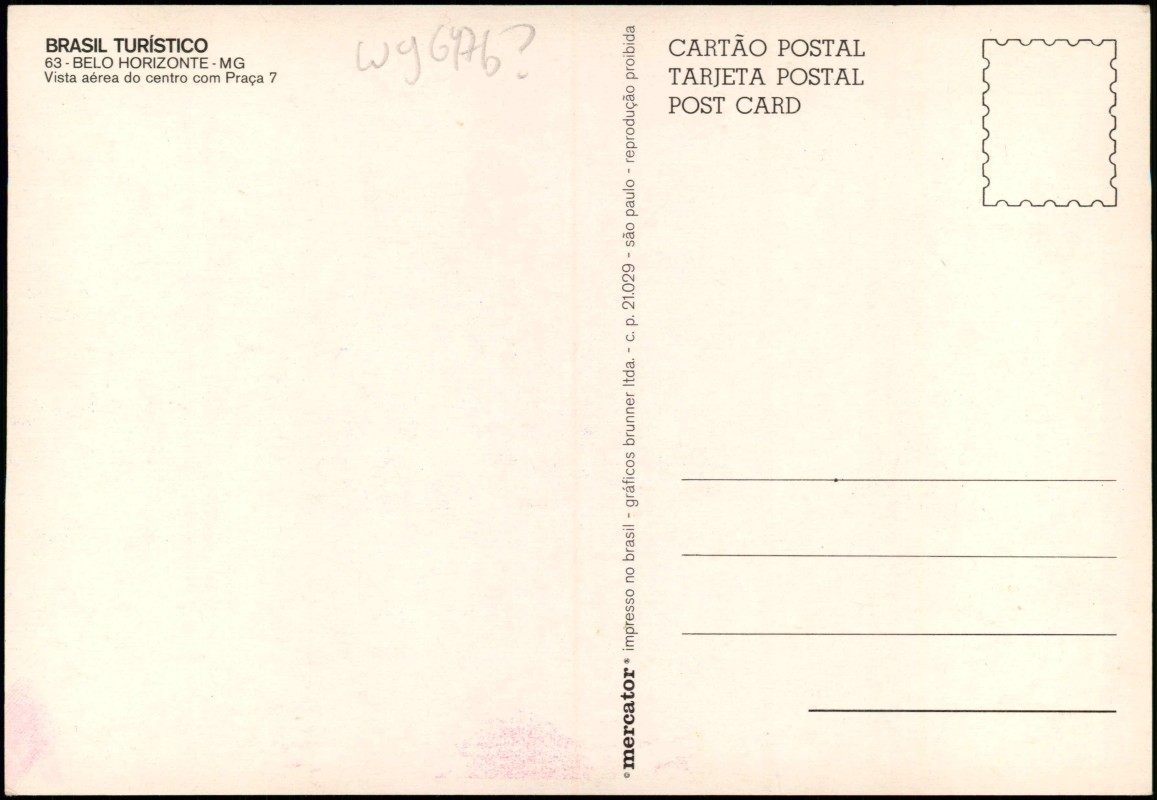 BRASIL TURÍSTICO
63 - BELO HORIZONTE - MG
Vista aérea do centro com Praça 7
© mercator ® impresso no brasil - gráficos brunner ltda. - c. p. 21.029 - são paulo - reprodução proibida
CARTÃO POSTAL
TARJETA POSTAL
POST CARD